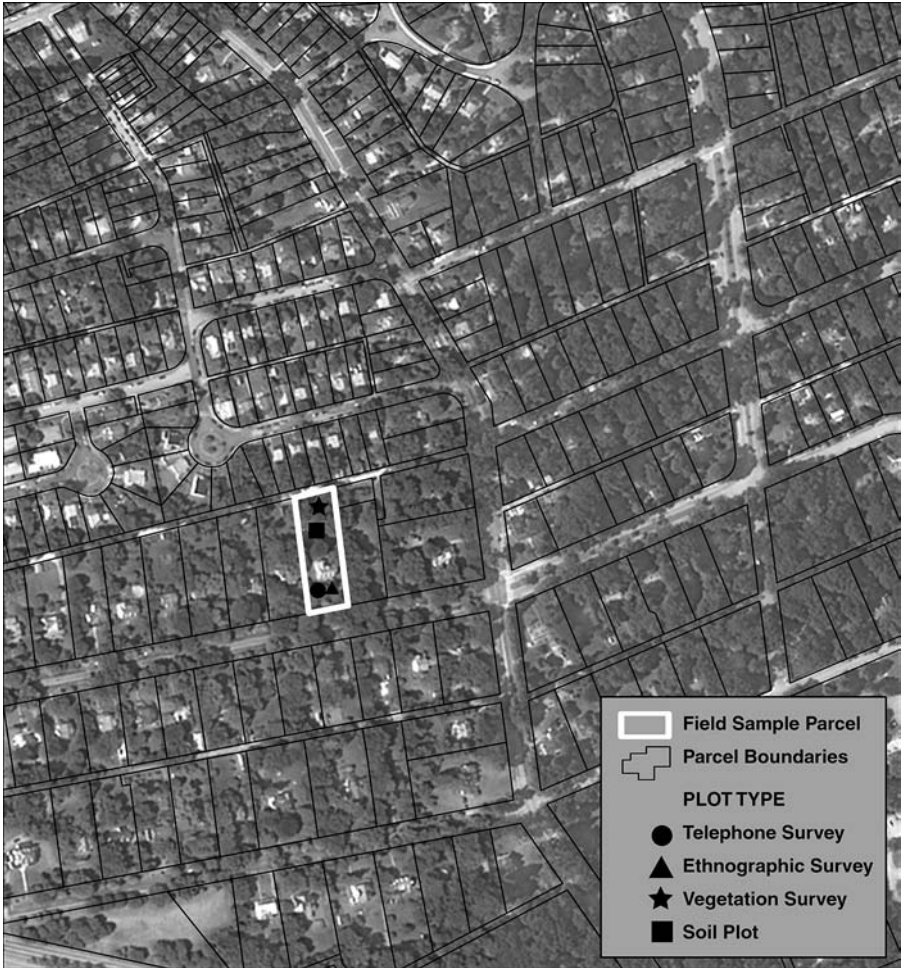 Field Sample Parcel
Parcel Boundaries
PLOT TYPE
Telephone Survey
Ethnographic Survey
Vegetation Survey
Soil Plot